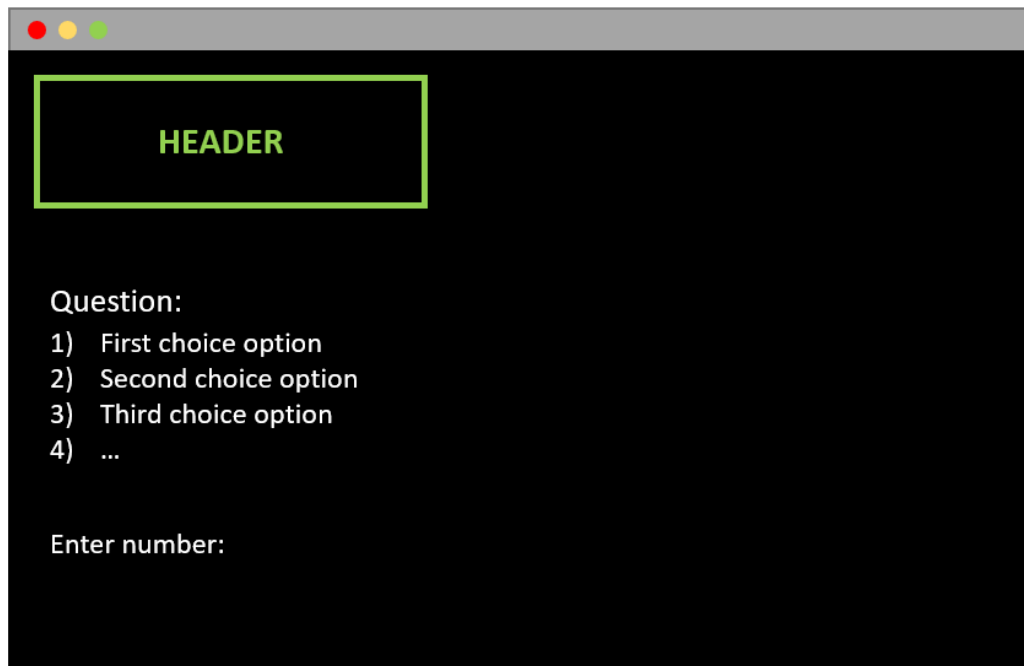 HEADER
Question:
1) First choice option
2) Second choice option
3) Third choice option
4) …
Enter number: